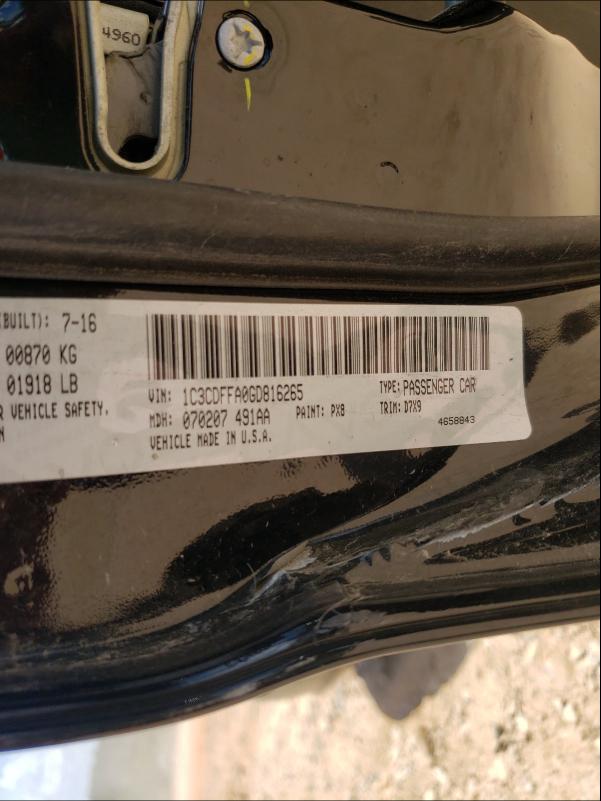 4960
(BUILT): 7-16
00870 KG
01918 LB
R VEHICLE SAFETY,
N
VIN: 1C3CDFFA0GD816265
TYPE: PASSENGER CAR
MDH: 070207 491AA
PAINT: PX8
TRIM: D7X9
VEHICLE MADE IN U.S.A.
4658843